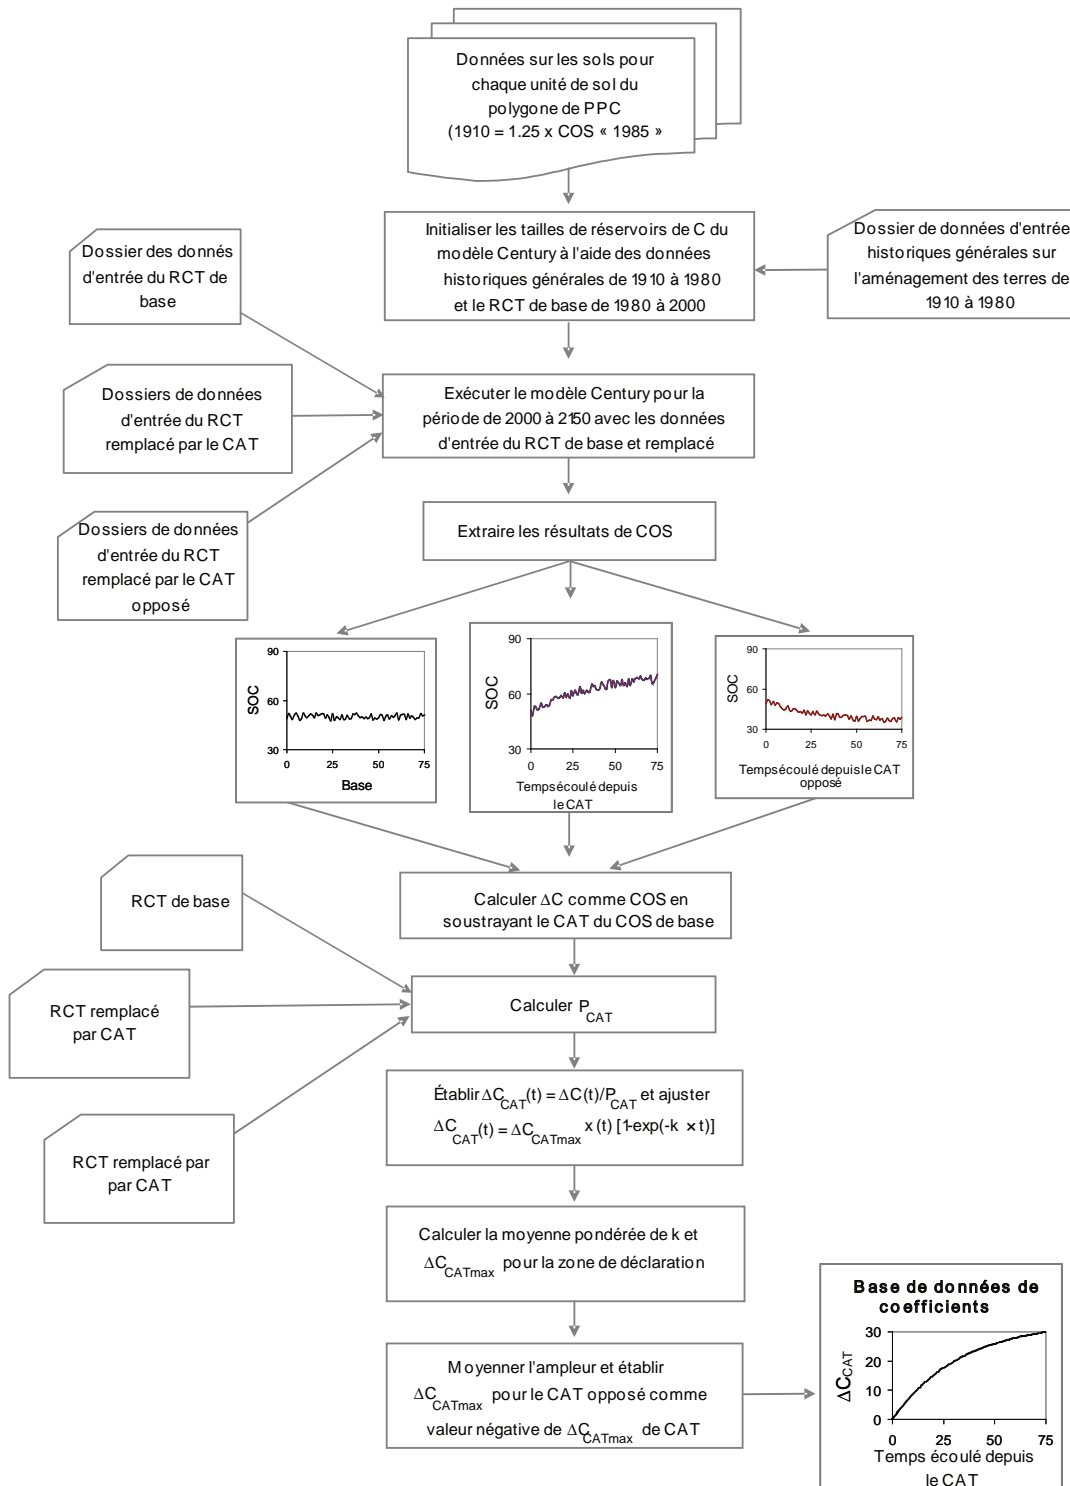 Données sur les sols pour
chaque unité de sol du
polygone de PPC
(1910 = 1.25 x COS « 1985 »
Initialiser les tailles de réservoirs de C du
modèle Century à l'aide des données
historiques générales de 1910 à 1980
et le RCT de base de 1980 à 2000
Dossier de données d'entrée
historiques générales sur
l'aménagement des terres de
1910 à 1980
Dossier des donnés
d'entrée du RCT de
base
Dossiers de données
d'entrée du RCT
remplacé par le CAT
Dossiers de données
d'entrée du RCT
remplacé par le CAT
opposé
Exécuter le modèle Century pour la
période de 2000 à 2150 avec les données
d'entrée du RCT de base et remplacé
Extraire les résultats de COS
90
60
30
SOC
0 25 50 75
Base
90
60
30
SOC
0 25 50 75
Temps écoulé depuis
le CAT
90
60
30
SOC
0 25 50 75
Temps écoulé depuis le CAT
opposé
Calculer ΔC comme COS en
soustrayant le CAT du COS de base
RCT de base
RCT remplacé
par CAT
RCT remplacé par
par CAT
Calculer P_CAT
Établir ΔC_CAT(t) = ΔC(t)/P_CAT et ajuster
ΔC_CAT(t) = ΔC_CATmax x (t) [1-exp(-k × t)]
Calculer la moyenne pondérée de k et
ΔC_CATmax pour la zone de déclaration
Moyenner l'ampleur et établir
ΔC_CATmax pour le CAT opposé comme
valeur négative de ΔC_CATmax de CAT
Base de données de
coefficients
30
20
10
0
ΔC_CAT
0 25 50 75
Temps écoulé depuis
le CAT